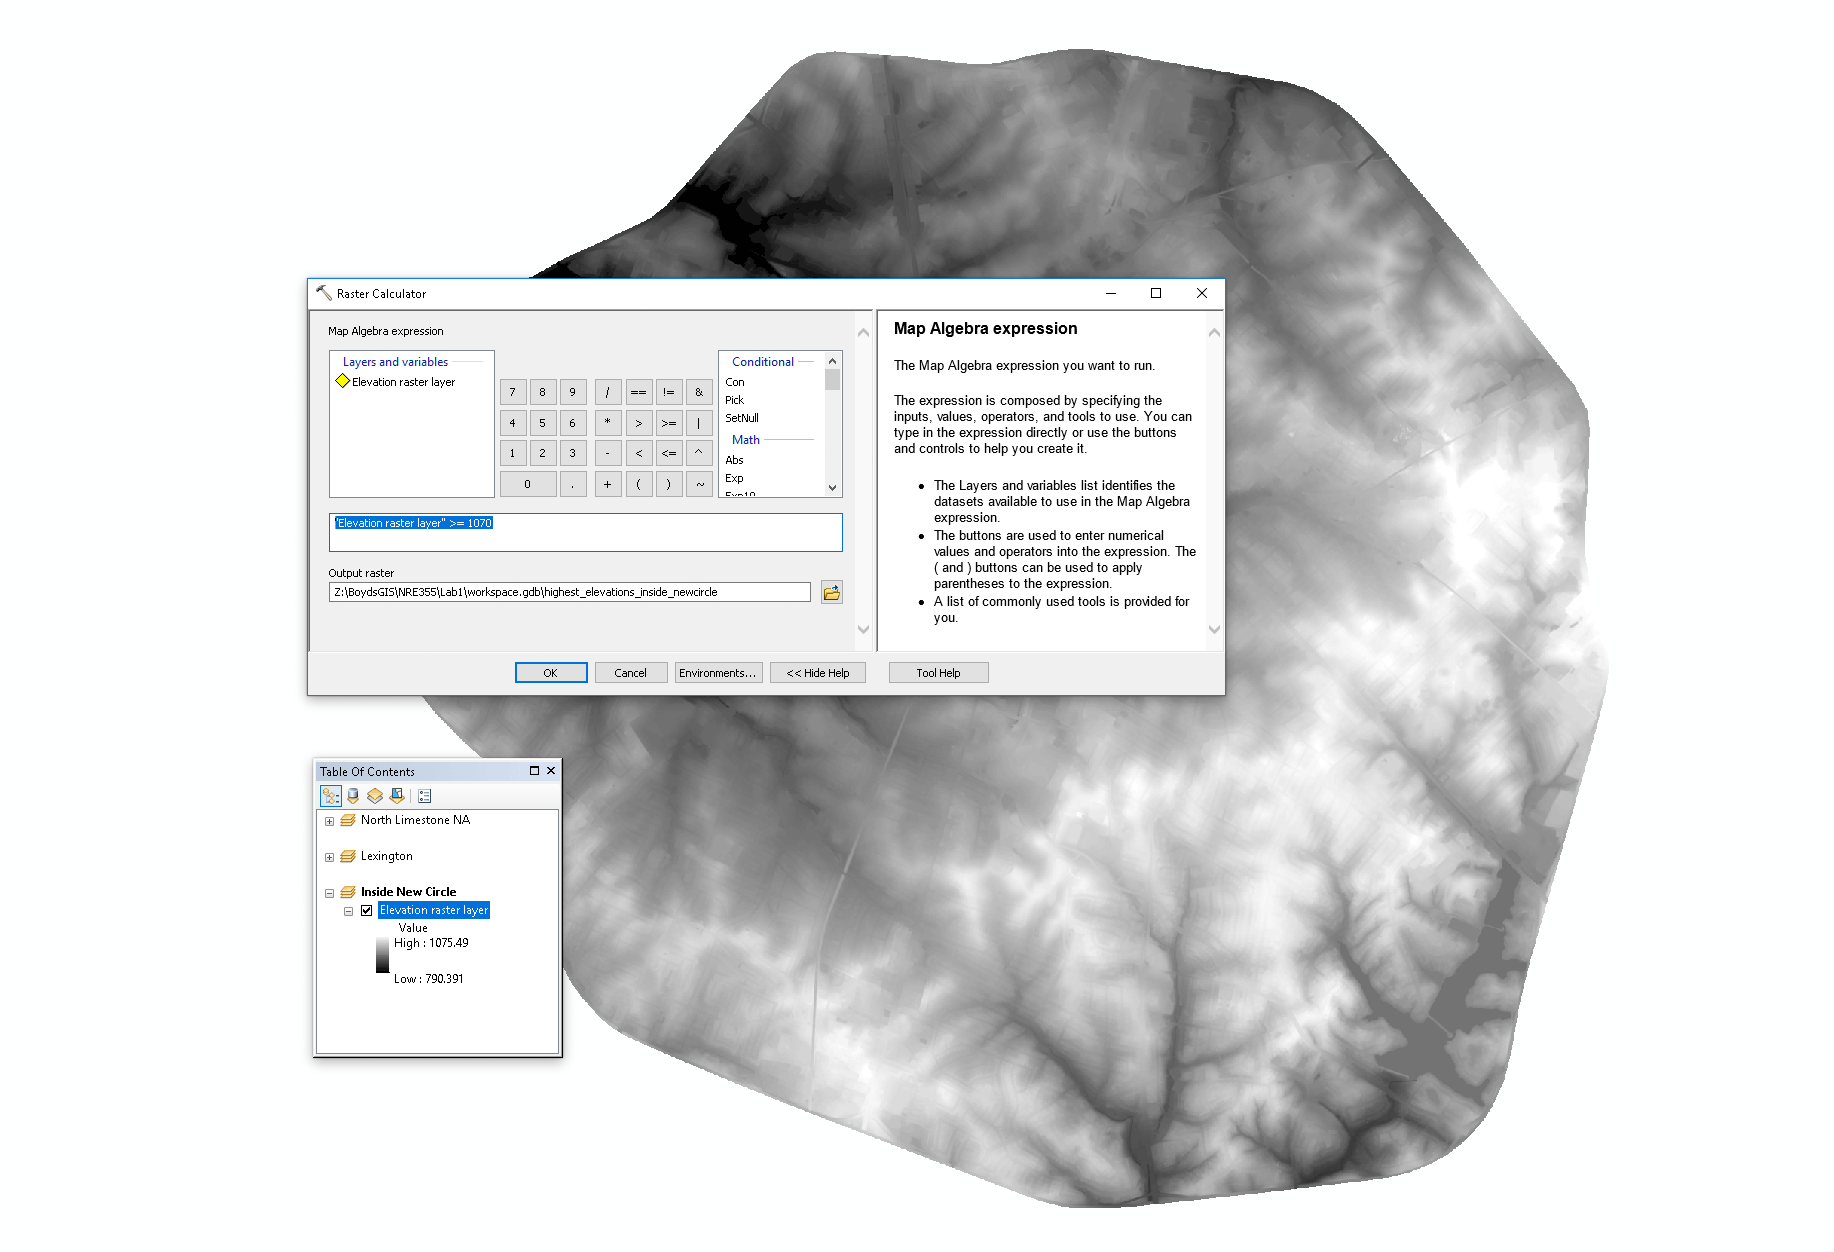 Raster Calculator
Map Algebra expression
Layers and variables
Elevation raster layer
7 8 9 / == != &
4 5 6 * > >= |
1 2 3 - < <= ^
0 . + ( ) ~
Conditional
Con
Pick
SetNull
Math
Abs
Exp
Exp10
"Elevation raster layer" >= 1070
Output raster
Z:\BoydsGIS\NRE355\Lab1\workspace.gdb\highest_elevations_inside_newcircle
OK Cancel Environments... << Hide Help Tool Help
Map Algebra expression
The Map Algebra expression you want to run.
The expression is composed by specifying the
inputs, values, operators, and tools to use. You can
type in the expression directly or use the buttons
and controls to help you create it.
• The Layers and variables list identifies the
datasets available to use in the Map Algebra
expression.
• The buttons are used to enter numerical
values and operators into the expression. The
( and ) buttons can be used to apply
parentheses to the expression.
• A list of commonly used tools is provided for
you.
Table Of Contents
North Limestone NA
Lexington
Inside New Circle
Elevation raster layer
Value
High : 1075.49
Low : 790.391